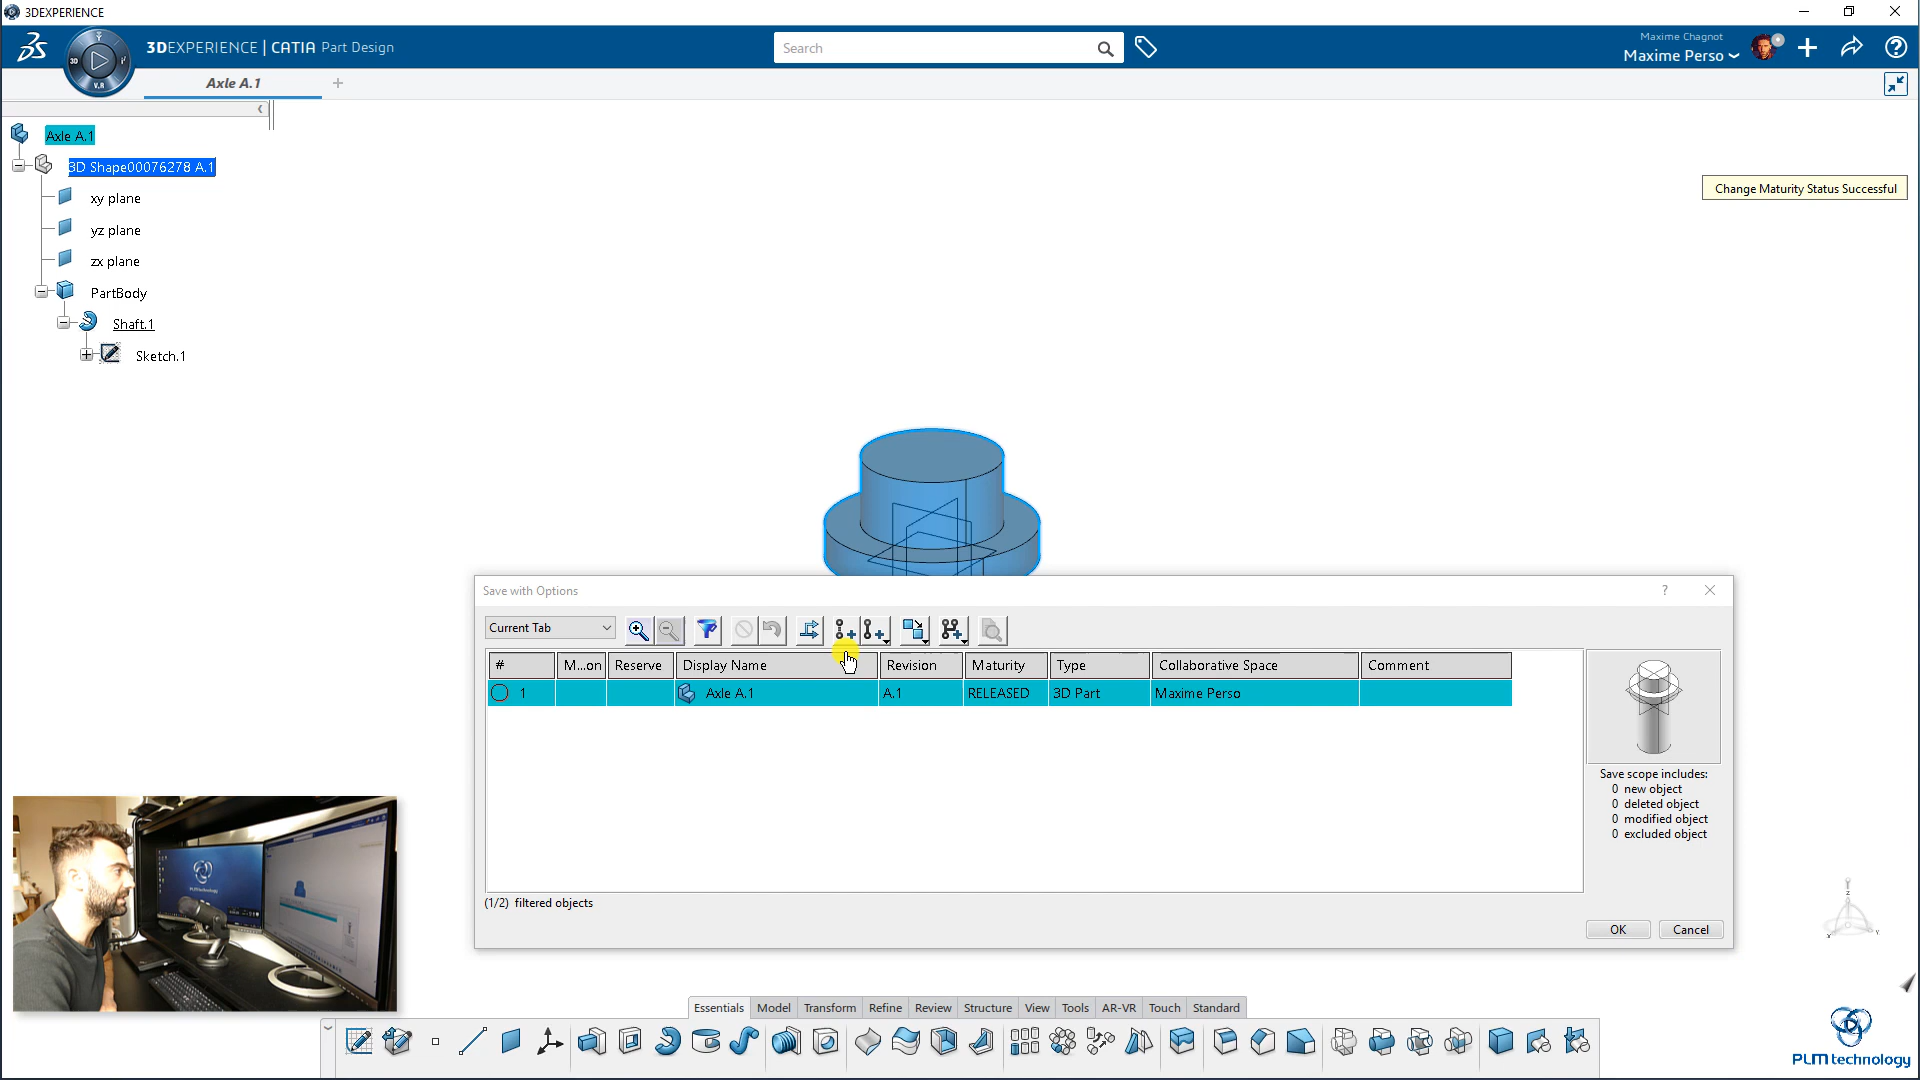 3DEXPERIENCE
3DEXPERIENCE | CATIA Part Design
Search
Maxime Chagnot
Maxime Perso
3D
V.R
Axle A.1
Axle A.1
3D Shape00076278 A.1
xy plane
yz plane
zx plane
PartBody
Shaft.1
Sketch.1
Change Maturity Status Successful
Save with Options
Current Tab
# M...on Reserve Display Name Revision Maturity Type Collaborative Space Comment
1 Axle A.1 A.1 RELEASED 3D Part Maxime Perso
Save scope includes:
0 new object
0 deleted object
0 modified object
0 excluded object
(1/2) filtered objects
OK Cancel
PLMtechnology
Essentials Model Transform Refine Review Structure View Tools AR-VR Touch Standard
PLMtechnology